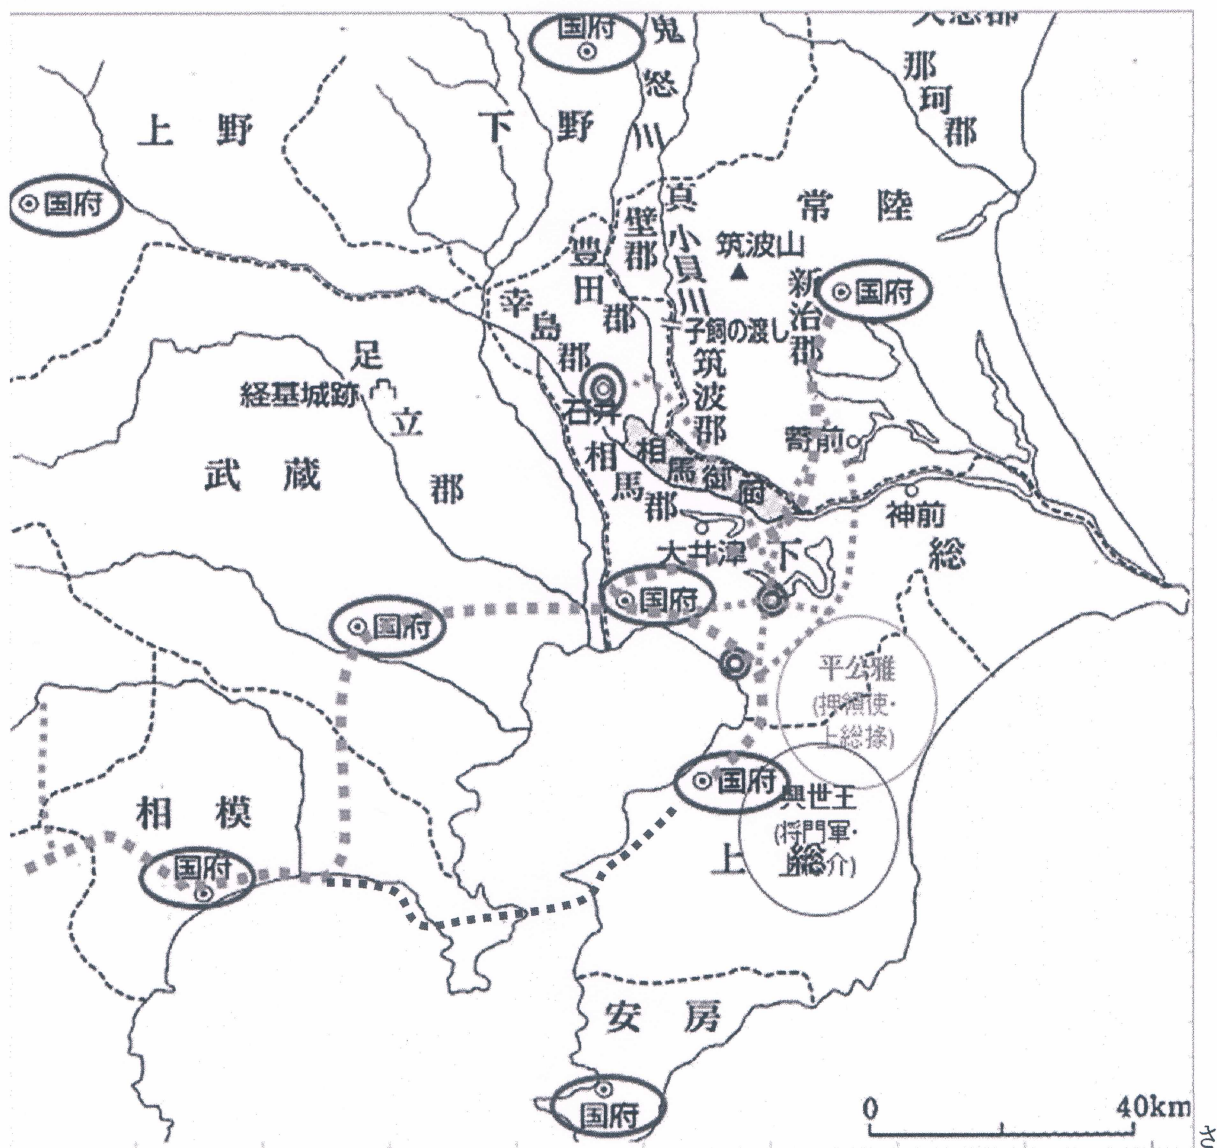 国府
鬼怒川
那珂郡
上野
下野
国府
真壁郡
常陸
小貝川
筑波山
豊田郡
新治郡
国府
幸島郡
子飼の渡し
足立郡
経基城跡
筑波郡
石井
寄前
相馬郡
相馬御厨
武蔵
神前
大井津
下総
国府
国府
平公雅
(押領使・
上総掾)
国府
興世王
(将門軍・
上総介)
相模
国府
上総
安房
国府
0
40km
さ